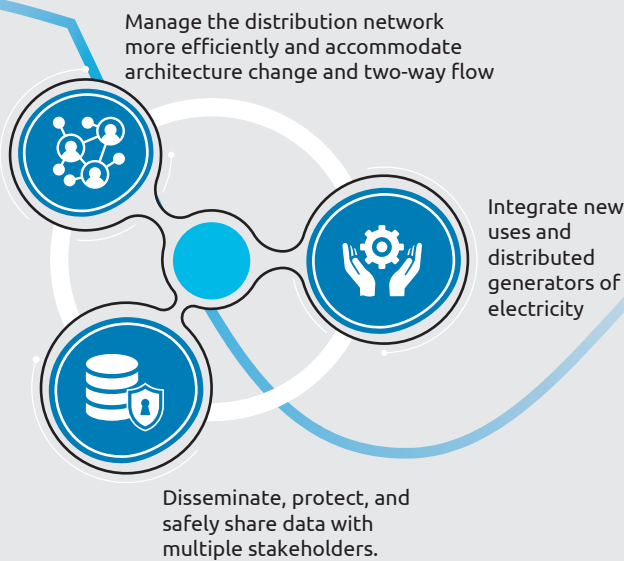 Manage the distribution network
more efficiently and accommodate
architecture change and two-way flow
Integrate new
uses and
distributed
generators of
electricity
Disseminate, protect, and
safely share data with
multiple stakeholders.